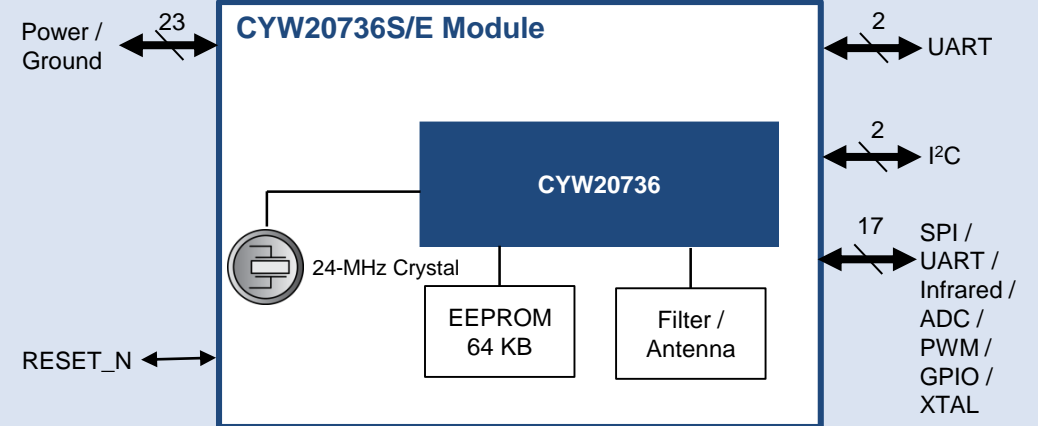 CYW20736S/E Module
Power /
Ground
23
RESET_N
CYW20736
24-MHz Crystal
EEPROM
64 KB
Filter /
Antenna
2
UART
2
I²C
17
SPI /
UART /
Infrared /
ADC /
PWM /
GPIO /
XTAL